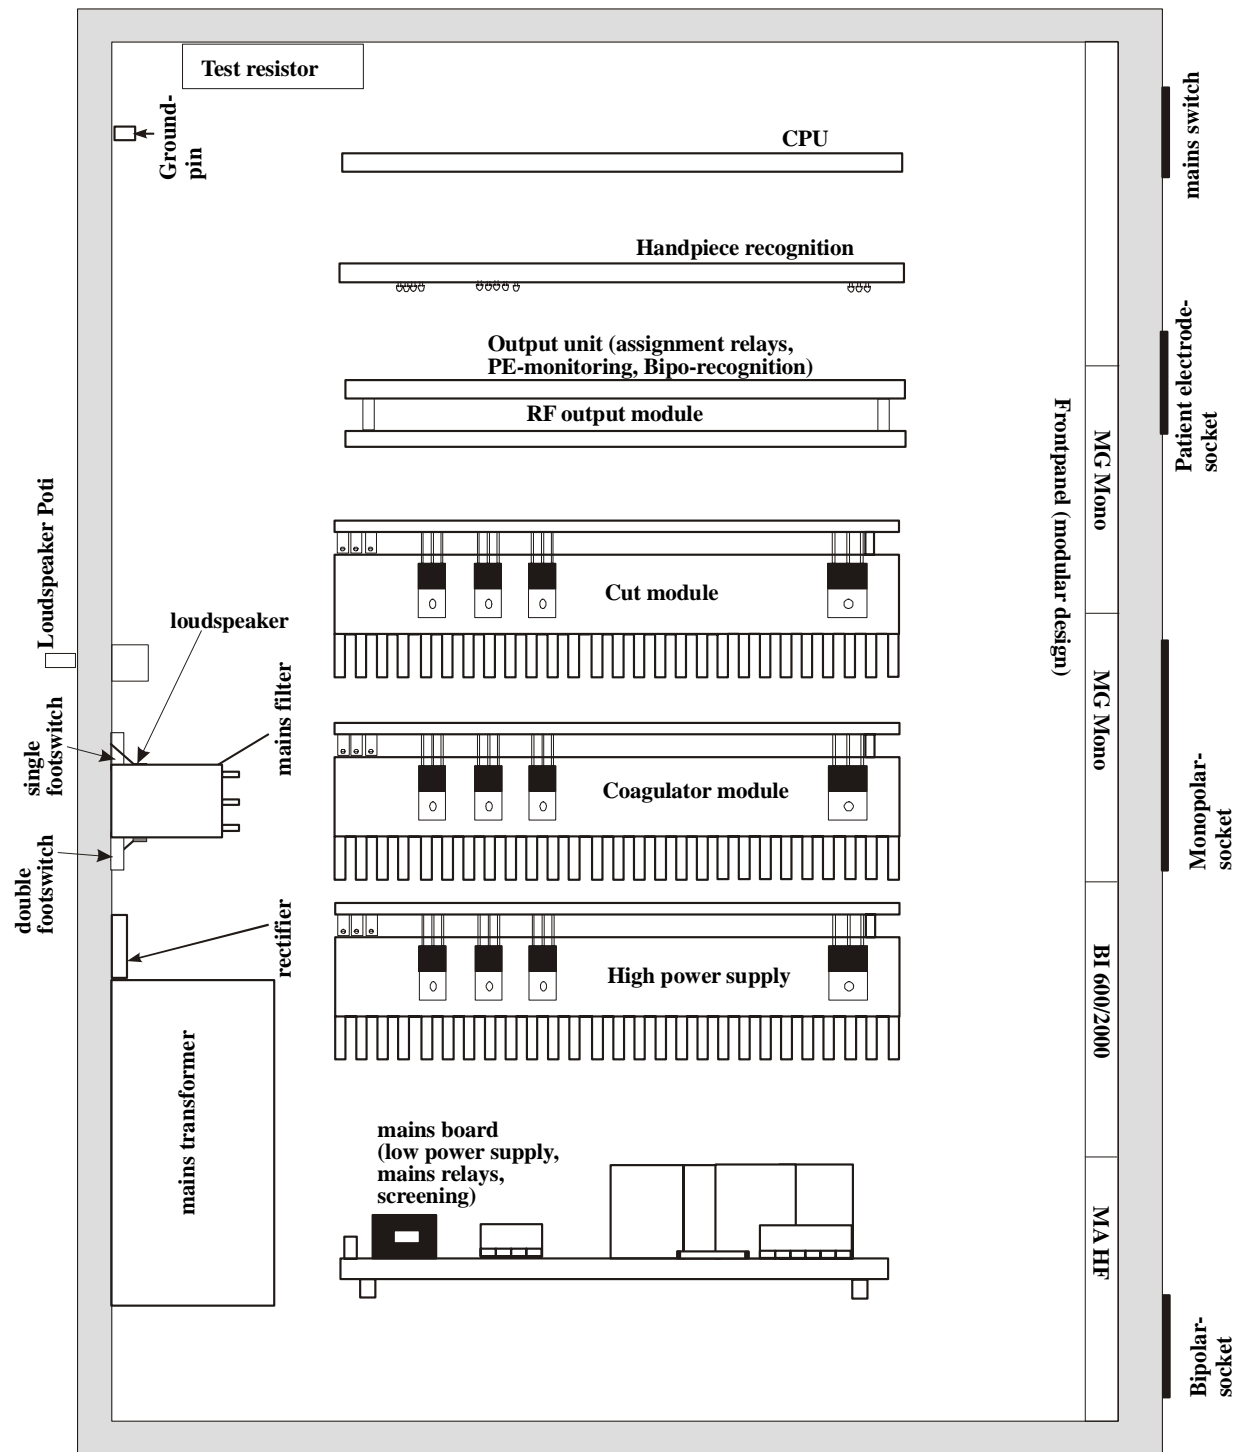 Test resistor
Ground-
pin
CPU
mains switch
Handpiece recognition
Patient electrode-
socket
Output unit (assignment relays,
PE-monitoring, Bipo-recognition)
RF output module
Frontpanel (modular design)
MG Mono
Loudspeaker Poti
Cut module
loudspeaker
mains filter
single
footswitch
MG Mono
Coagulator module
Monopolar-
socket
double
footswitch
rectifier
High power supply
BI 600/2000
mains transformer
mains board
(low power supply,
mains relays,
screening)
MA HF
Bipolar-
socket